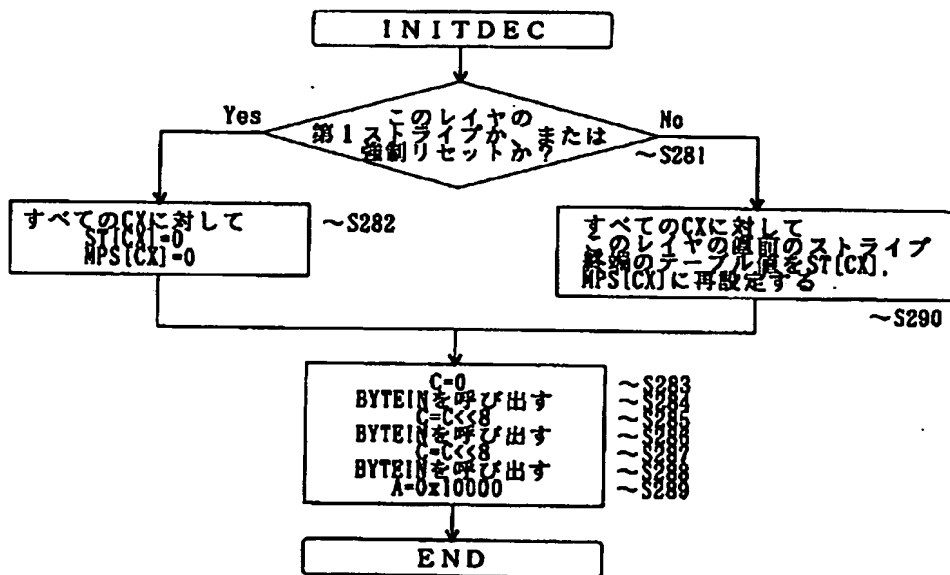 INITDEC
Yes
このレイヤの
第1ストライプか、または
強制リセットか?
No
~S281
すべてのCXに対して
ST[CX]=0
MPS[CX]=0
~S282
すべてのCXに対して
このレイヤの直前のストライプ
終端のテーブル値をST[CX],
MPS[CX]に再設定する
~S290
C=0
~S283
BYTEINを呼び出す
~S284
C=C<<8
~S285
BYTEINを呼び出す
~S286
C=C<<8
~S287
BYTEINを呼び出す
~S288
A=0x10000
~S289
END